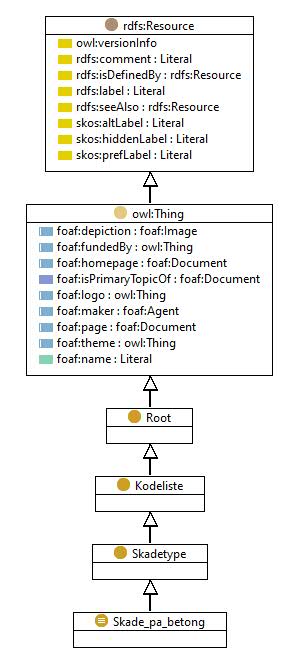 rdfs:Resource
owl:versionInfo
rdfs:comment : Literal
rdfs:isDefinedBy : rdfs:Resource
rdfs:label : Literal
rdfs:seeAlso : rdfs:Resource
skos:altLabel : Literal
skos:hiddenLabel : Literal
skos:prefLabel : Literal
owl:Thing
foaf:depiction : foaf:Image
foaf:fundedBy : owl:Thing
foaf:homepage : foaf:Document
foaf:isPrimaryTopicOf : foaf:Document
foaf:logo : owl:Thing
foaf:maker : foaf:Agent
foaf:page : foaf:Document
foaf:theme : owl:Thing
foaf:name : Literal
Root
Kodeliste
Skadetype
Skade_pa_betong